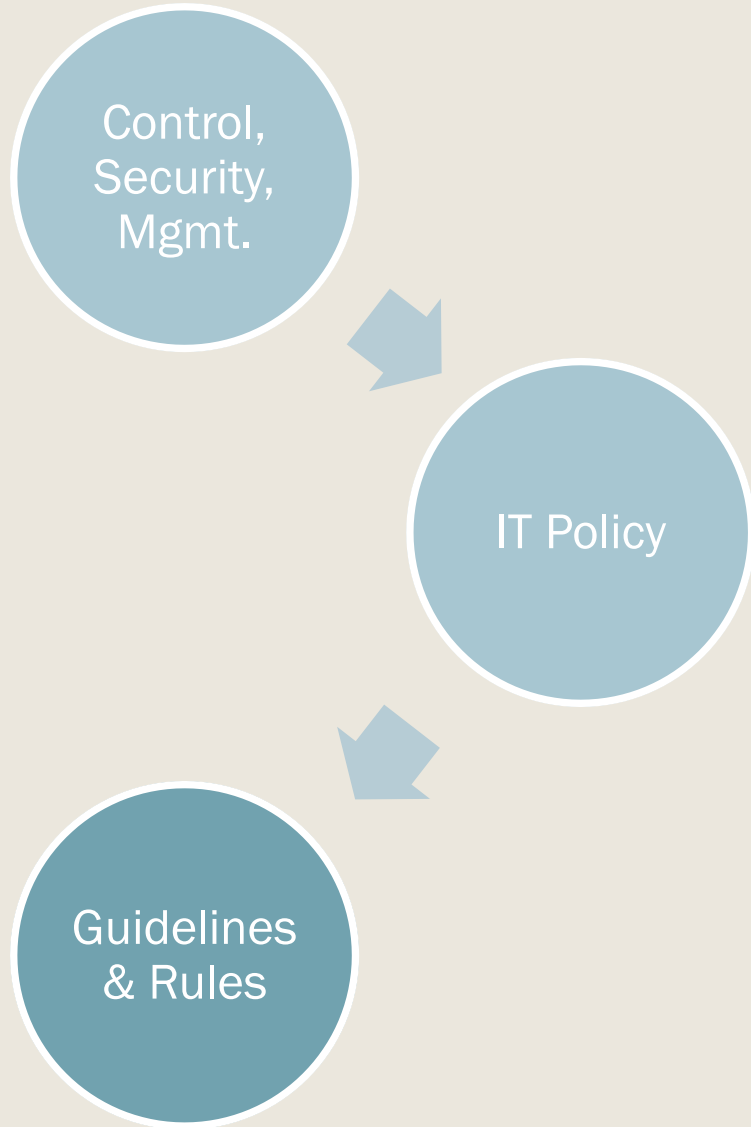 Control,
Security,
Mgmt.
IT Policy
Guidelines
& Rules